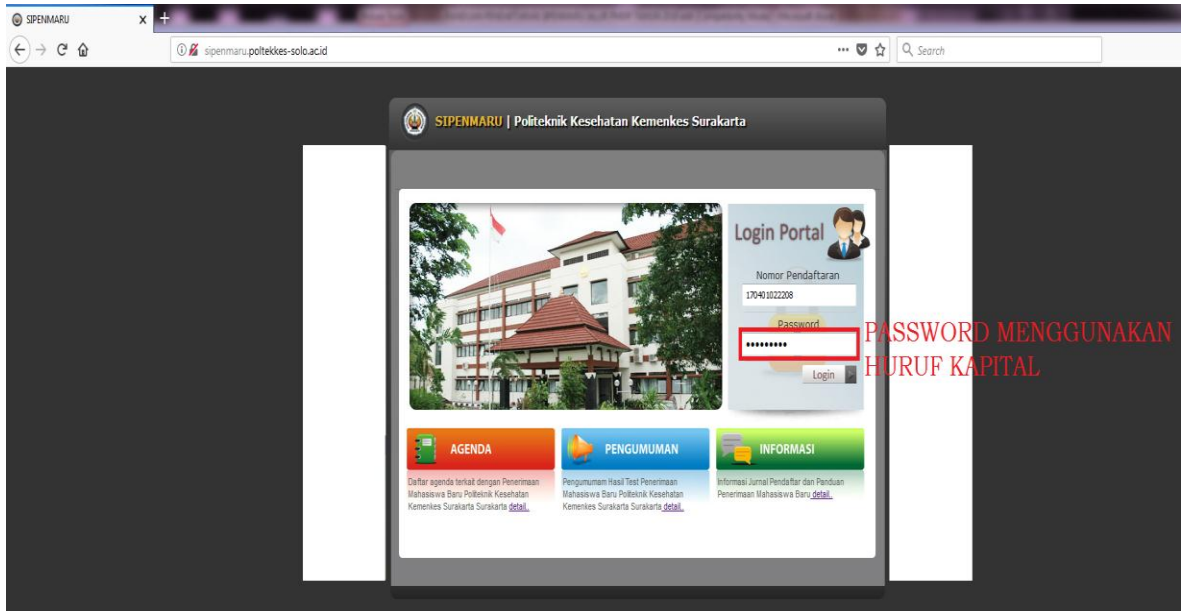 SIPENMARU
sipenmaru.poltekkes-solo.ac.id
Search
SIPENMARU | Politeknik Kesehatan Kemenkes Surakarta
Login Portal
Nomor Pendaftaran
170401022208
Password
•••••••••
PASSWORD MENGGUNAKAN
HURUF KAPITAL
Login
AGENDA
Daftar agenda terkait dengan Penerimaan
Mahasiswa Baru Politeknik Kesehatan
Kemenkes Surakarta Surakarta detail..
PENGUMUMAN
Pengumumam Hasil Test Penerimaan
Mahasiswa Baru Politeknik Kesehatan
Kemenkes Surakarta Surakarta detail..
INFORMASI
Informasi Jurnal Pendaftar dan Panduan
Penerimaan Mahasiswa Baru detail..